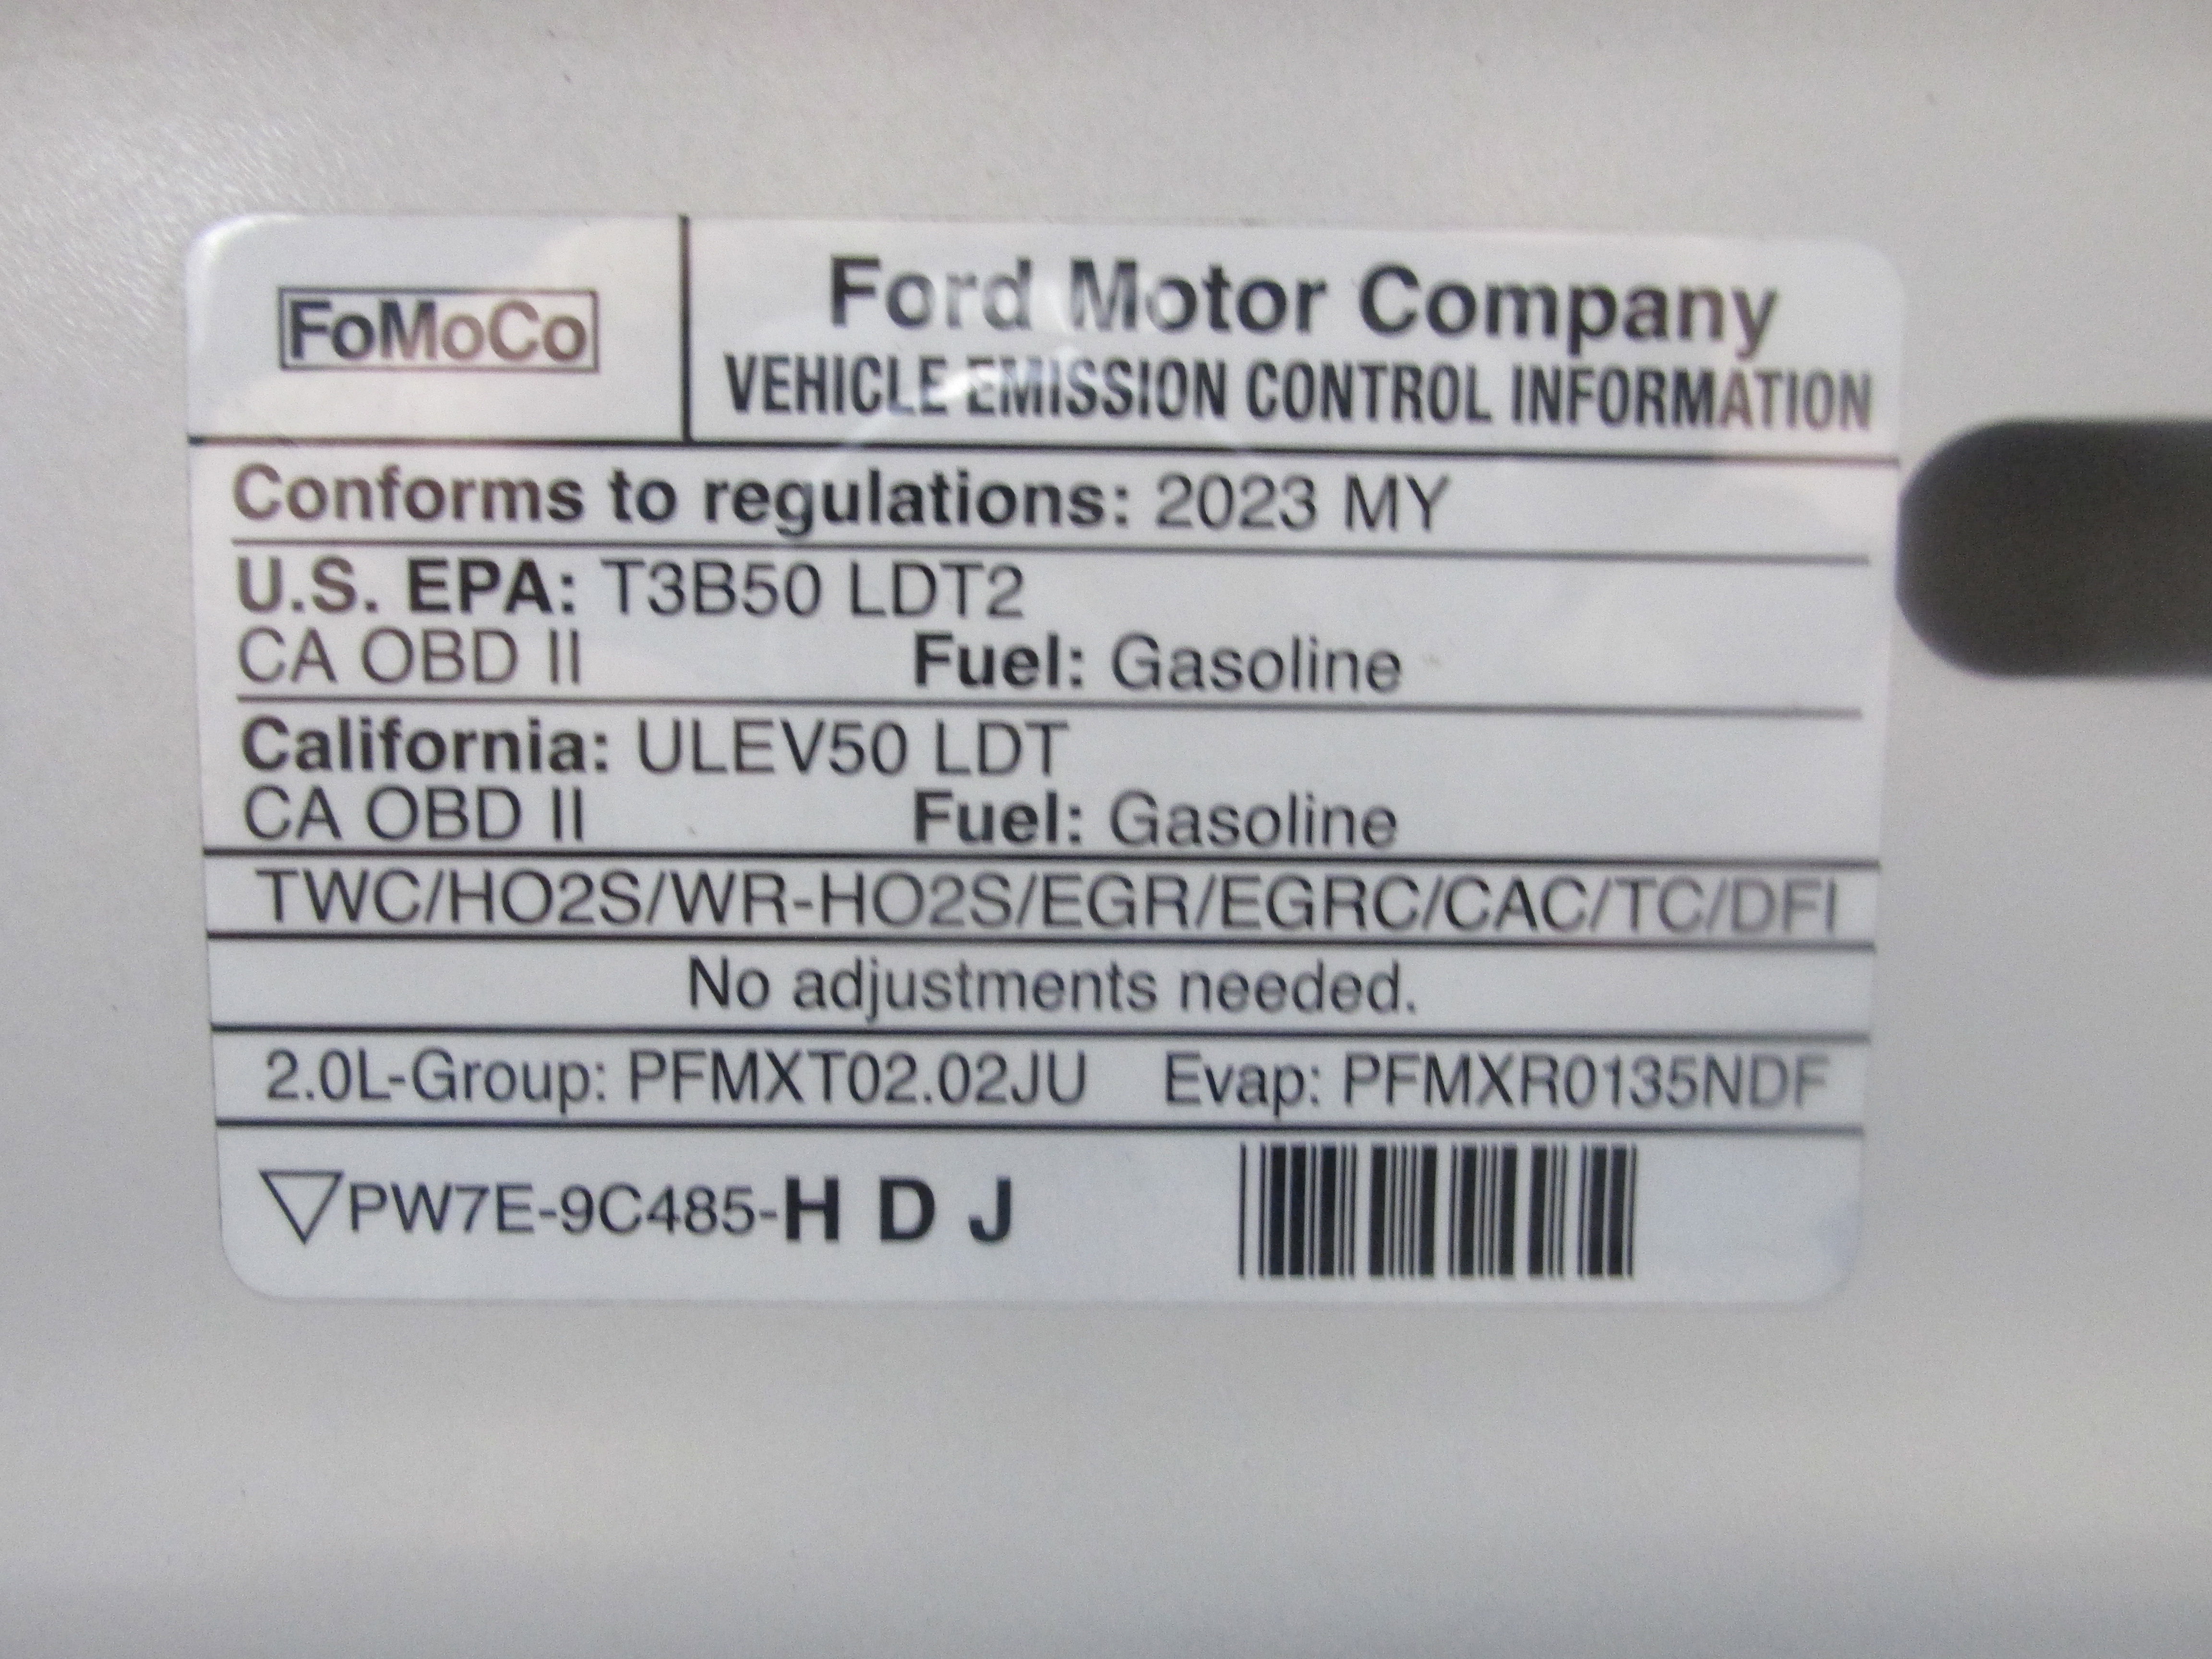 FoMoCo
Ford Motor Company
VEHICLE EMISSION CONTROL INFORMATION
Conforms to regulations: 2023 MY
U.S. EPA: T3B50 LDT2
CA OBD II Fuel: Gasoline
California: ULEV50 LDT
CA OBD II Fuel: Gasoline
TWC/HO2S/WR-HO2S/EGR/EGRC/CAC/TC/DFI
No adjustments needed.
2.0L-Group: PFMXT02.02JU Evap: PFMXR0135NDF
PW7E-9C485-H D J